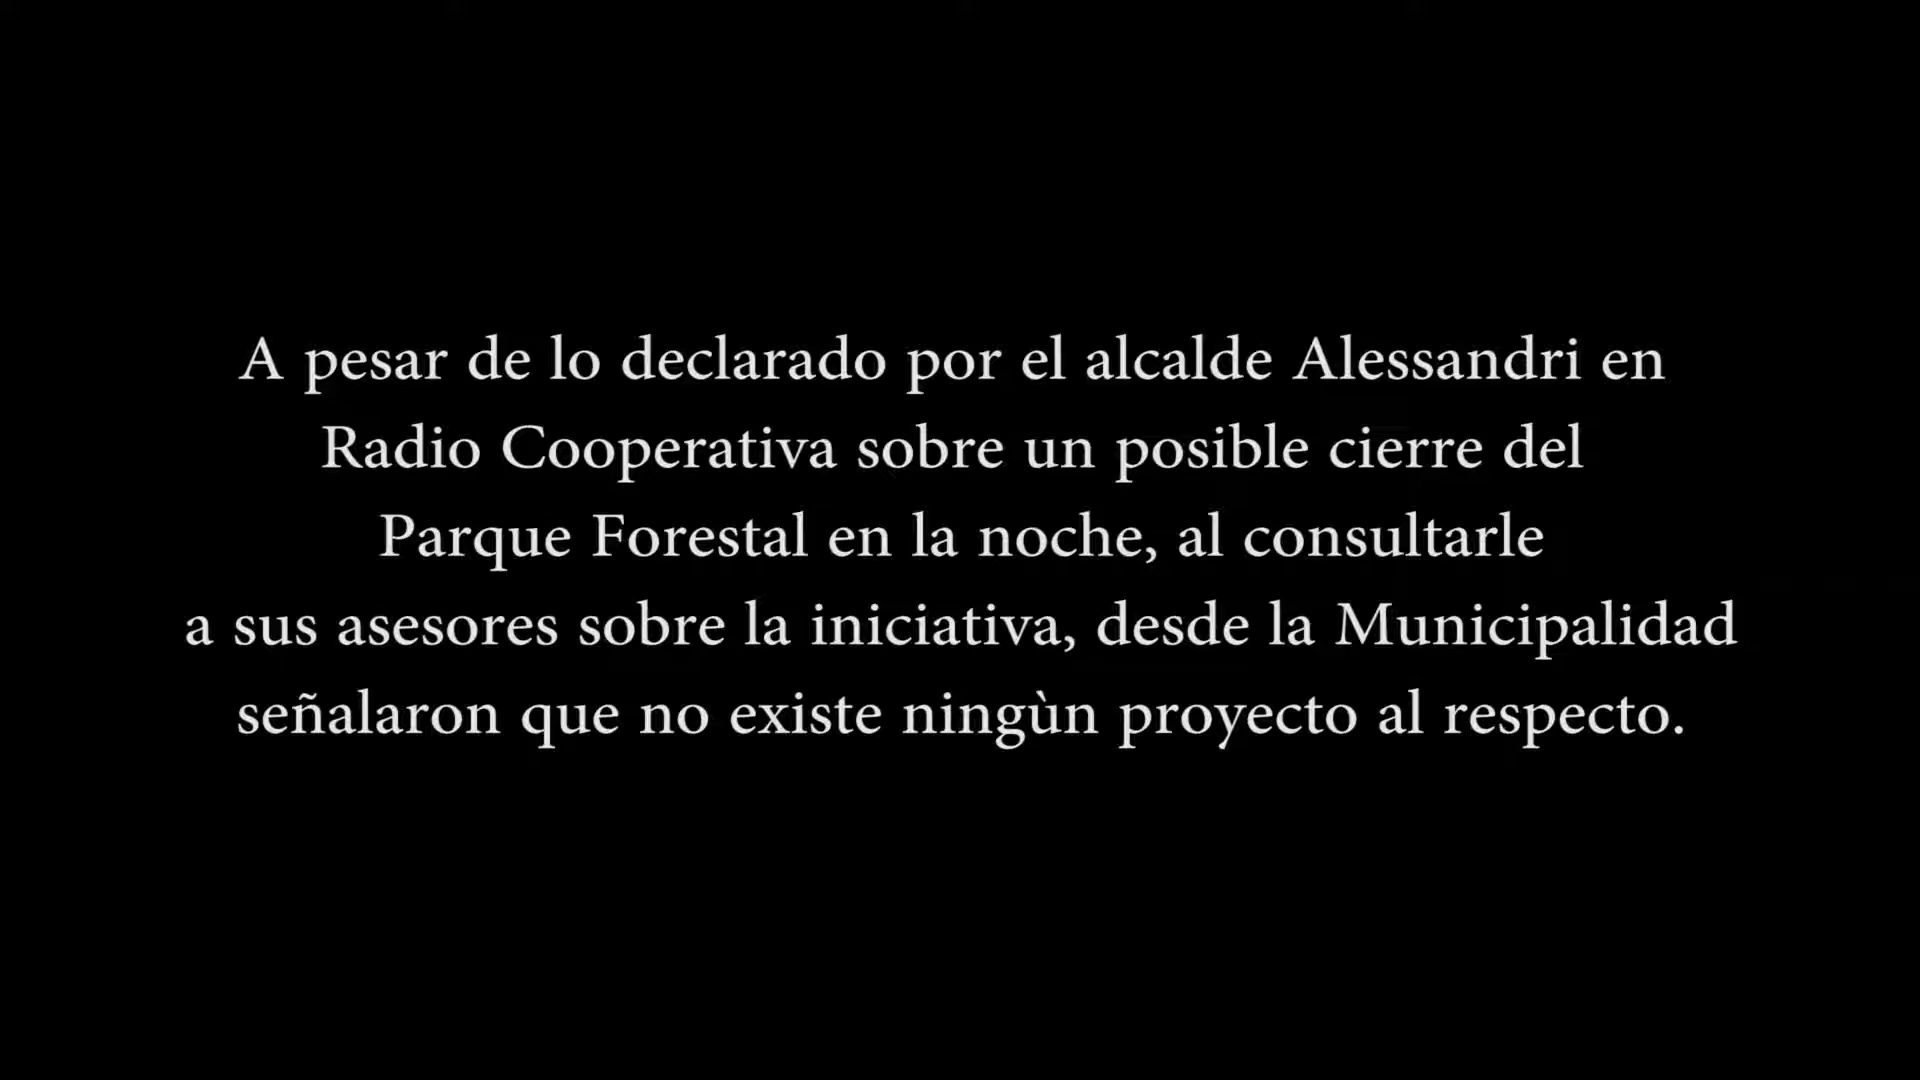 A pesar de lo declarado por el alcalde Alessandri en
Radio Cooperativa sobre un posible cierre del
Parque Forestal en la noche, al consultarle
a sus asesores sobre la iniciativa, desde la Municipalidad
señalaron que no existe ningùn proyecto al respecto.